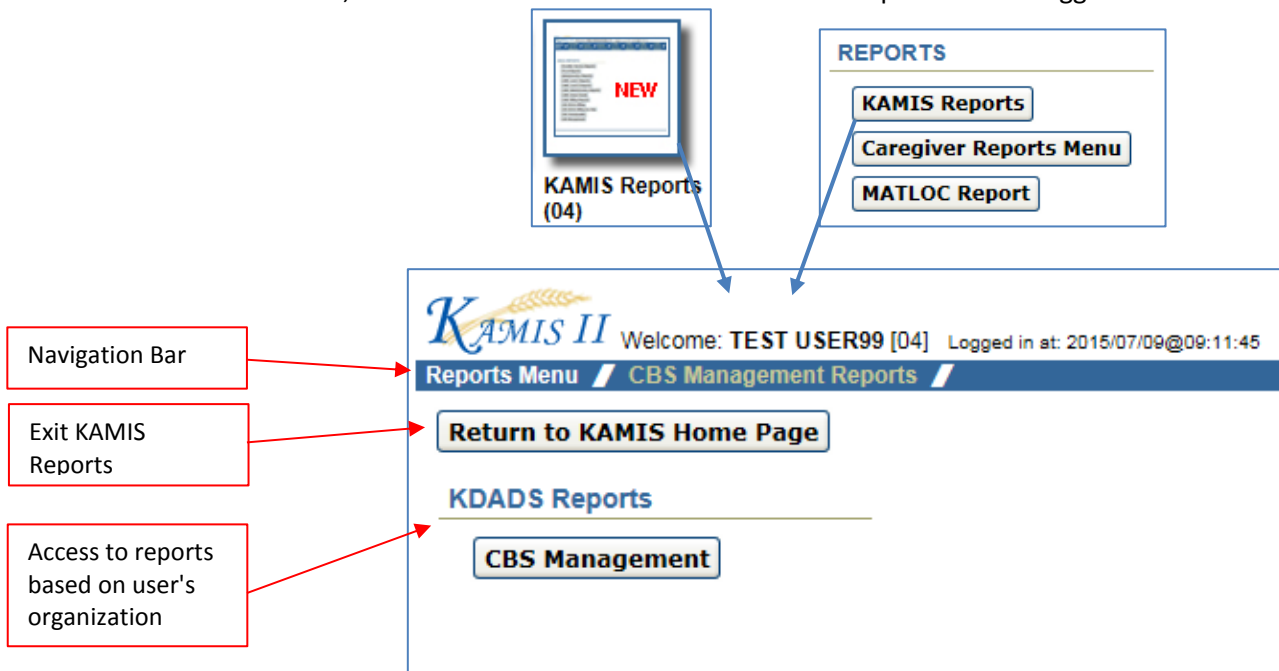 NEW
KAMIS Reports
(04)
REPORTS
KAMIS Reports
Caregiver Reports Menu
MATLOC Report
KAMIS II Welcome: TEST USER99 [04] Logged in at: 2015/07/09@09:11:45
Navigation Bar
Reports Menu / CBS Management Reports /
Exit KAMIS
Reports
Return to KAMIS Home Page
KDADS Reports
Access to reports
based on user's
organization
CBS Management